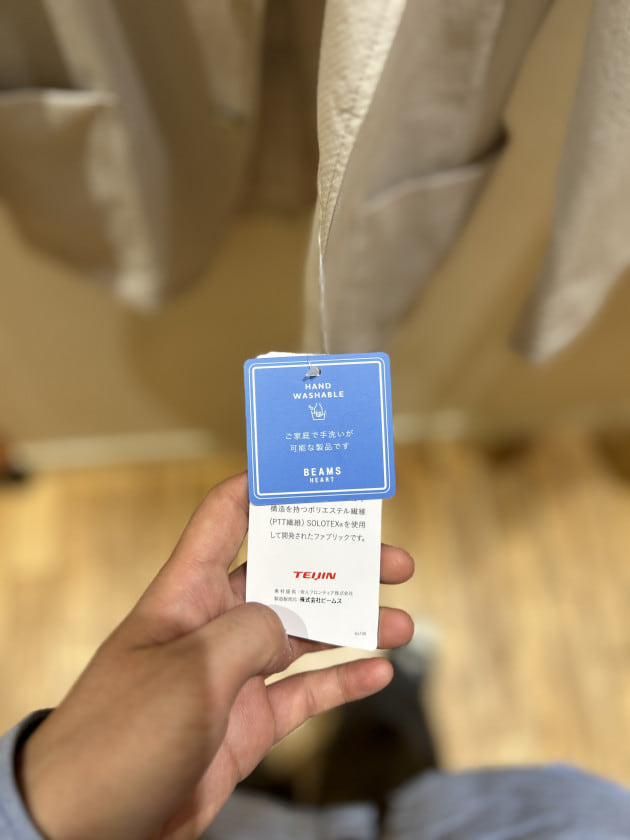 HAND
WASHABLE
ご家庭で手洗いが
可能な製品です
BEAMS
HEART
構造を持つポリエステル繊維
(PTT繊維) SOLOTEX®を使用
して開発されたファブリックです。
TEIJIN
素材提供:帝人フロンティア株式会社
製造販売元:株式会社ビームス